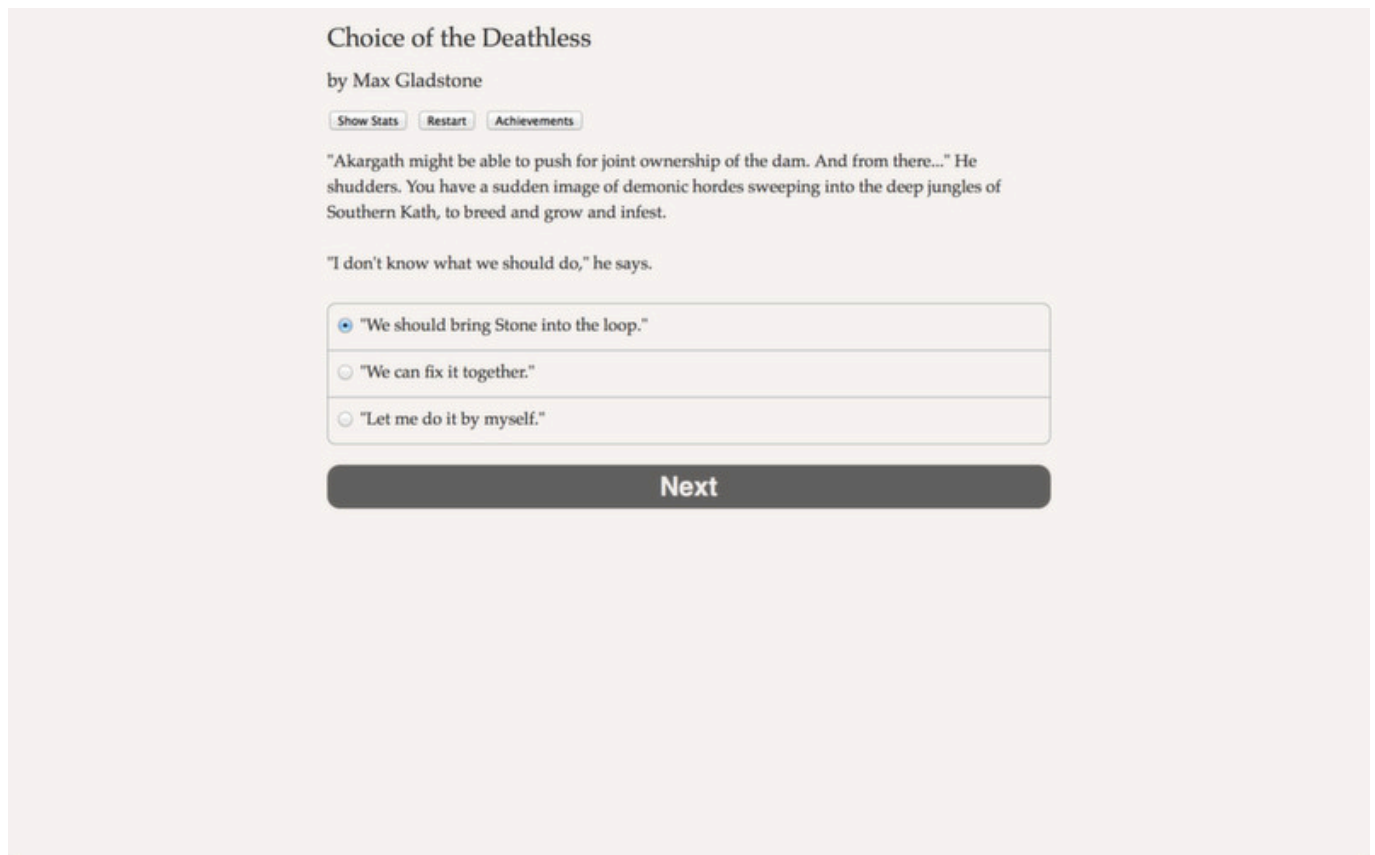 Choice of the Deathless
by Max Gladstone
Show Stats Restart Achievements
"Akargath might be able to push for joint ownership of the dam. And from there..." He
shudders. You have a sudden image of demonic hordes sweeping into the deep jungles of
Southern Kath, to breed and grow and infest.
"I don't know what we should do," he says.
"We should bring Stone into the loop."
"We can fix it together."
"Let me do it by myself."
Next